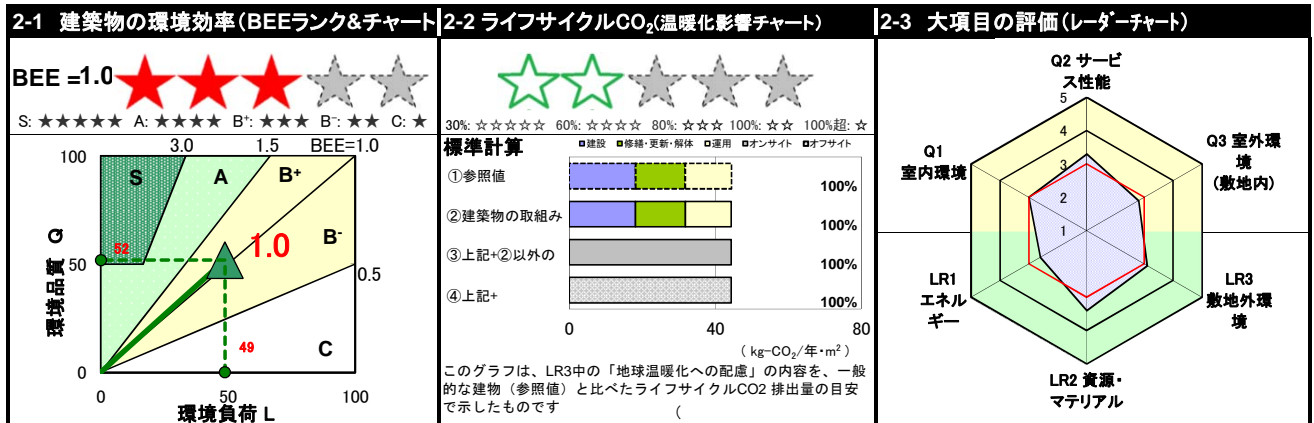 2-1 建築物の環境効率(BEEランク&チャート
BEE =1.0
S: ★★★★★ A: ★★★★ B+: ★★★ B-: ★★ C: ★
3.0 1.5 BEE=1.0
100
S A B+
B-
環境品質 Q
52
1.0
50
0.5
49
C
0
0 50 100
環境負荷 L
2-2 ライフサイクルCO2(温暖化影響チャート)
30%: ☆☆☆☆☆ 60%: ☆☆☆☆ 80%: ☆☆☆ 100%: ☆☆ 100%超: ☆
標準計算
■建設 ■修繕・更新・解体 □運用 ■オンサイト ■オフサイト
①参照値 100%
②建築物の取組み 100%
③上記+②以外の 100%
④上記+ 100%
0 40 80
( kg-CO2/年・m2 )
このグラフは、LR3中の「地球温暖化への配慮」の内容を、一般
的な建物(参照値)と比べたライフサイクルCO2 排出量の目安
で示したものです (
2-3 大項目の評価(レーダーチャート)
Q2 サービ
ス性能
5
4
3
2
1
Q1
室内環境
Q3 室外環
境
(敷地内)
LR1
エネル
ギー
LR3
敷地外環
境
LR2 資源・
マテリアル